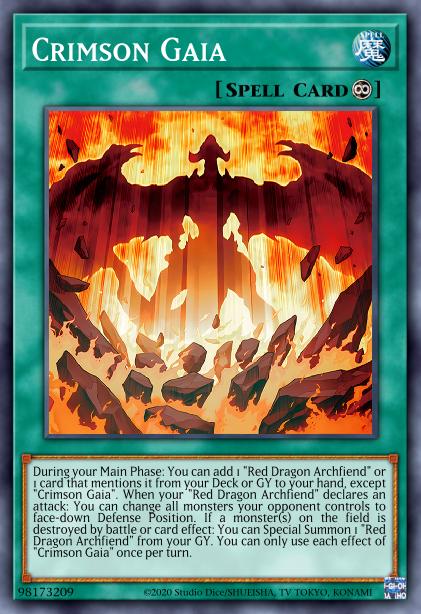 CRIMSON GAIA
SPELL
魔
[SPELL CARD]
During your Main Phase: You can add 1 "Red Dragon Archfiend" or
1 card that mentions it from your Deck or GY to your hand, except
"Crimson Gaia". When your "Red Dragon Archfiend" declares an
attack: You can change all monsters your opponent controls to
face-down Defense Position. If a monster(s) on the field is
destroyed by battle or card effect: You can Special Summon 1 "Red
Dragon Archfiend" from your GY. You can only use each effect of
"Crimson Gaia" once per turn.
98173209
©2020 Studio Dice/SHUEISHA, TV TOKYO, KONAMI